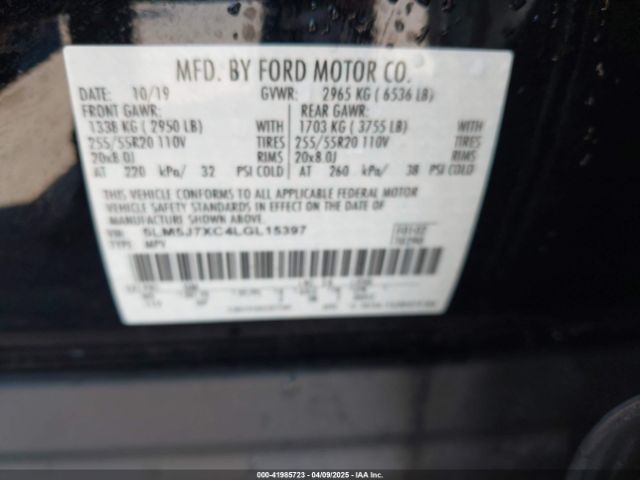 MFD. BY FORD MOTOR CO.
DATE: 10/19 GVWR: 2965 KG (6536 LB)
FRONT GAWR: REAR GAWR:
1338 KG (2950 LB) WITH 1703 KG (3755 LB) WITH
255/55R20 110V TIRES 255/55R20 110V TIRES
20x8.0J RIMS 20x8.0J RIMS
AT 220 kPa/ 32 PSI COLD AT 260 kPa/ 38 PSI COLD
THIS VEHICLE CONFORMS TO ALL APPLICABLE FEDERAL MOTOR
VEHICLE SAFETY STANDARDS IN EFFECT ON THE DATE OF
MANUFACTURE SHOWN ABOVE.
VIN: 5LM5J7XC4LGL15397
TYPE: MPV
000-41985723 - 04/09/2025 - IAA Inc.